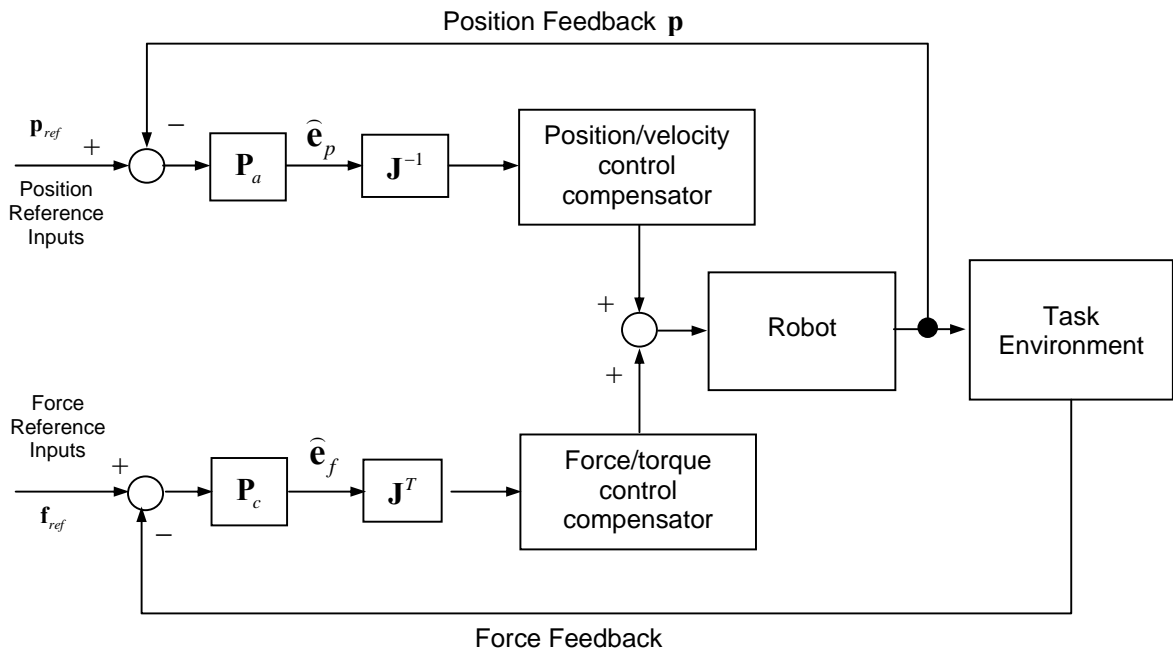 Position Feedback p
p_ref
+
−
Position
Reference
Inputs
P_a
ê_p
J⁻¹
Position/velocity
control
compensator
+
+
Robot
Task
Environment
Force
Reference
Inputs
+
f_ref
−
P_c
ê_f
J^T
Force/torque
control
compensator
Force Feedback